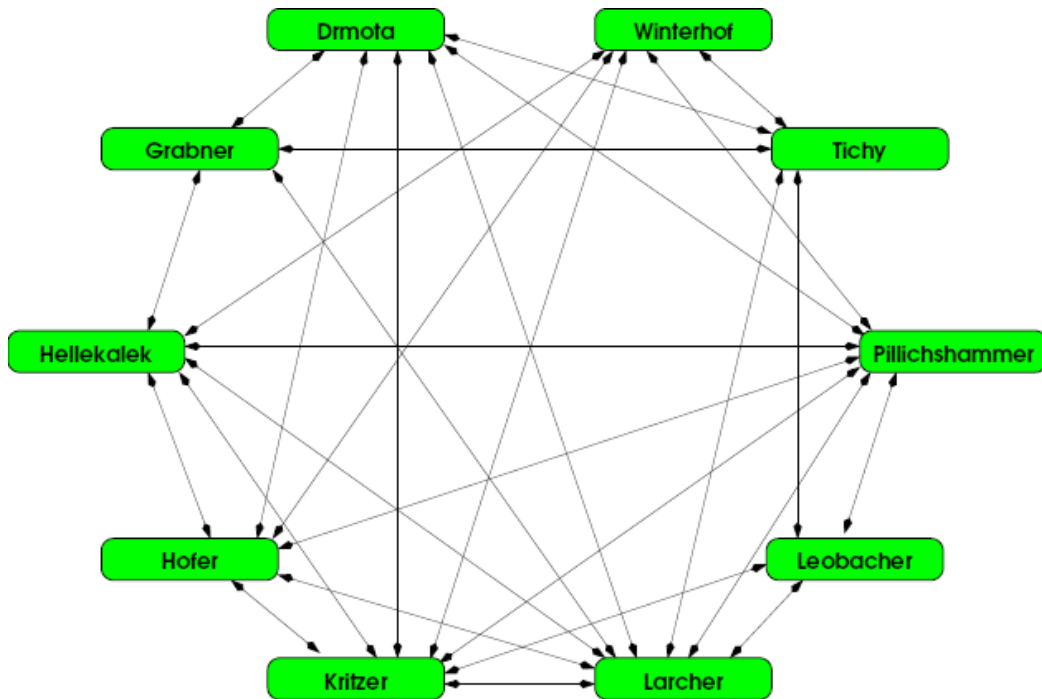 Drmota
Winterhof
Grabner
Tichy
Hellekalek
Pillichshammer
Hofer
Leobacher
Kritzer
Larcher